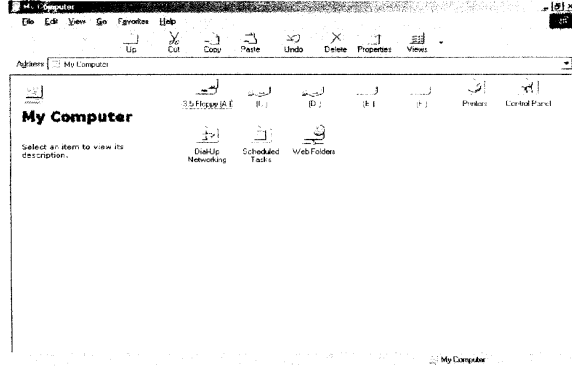 My Computer
File Edit View Go Favorites Help
Up Cut Copy Paste Undo Delete Properties Views
Address My Computer
3.5 Floppy (A:) (C:) (D:) (E:) (F:) Printers Control Panel
My Computer
Select an item to view its
description.
Dial-Up
Networking
Scheduled
Tasks
Web Folders
My Computer